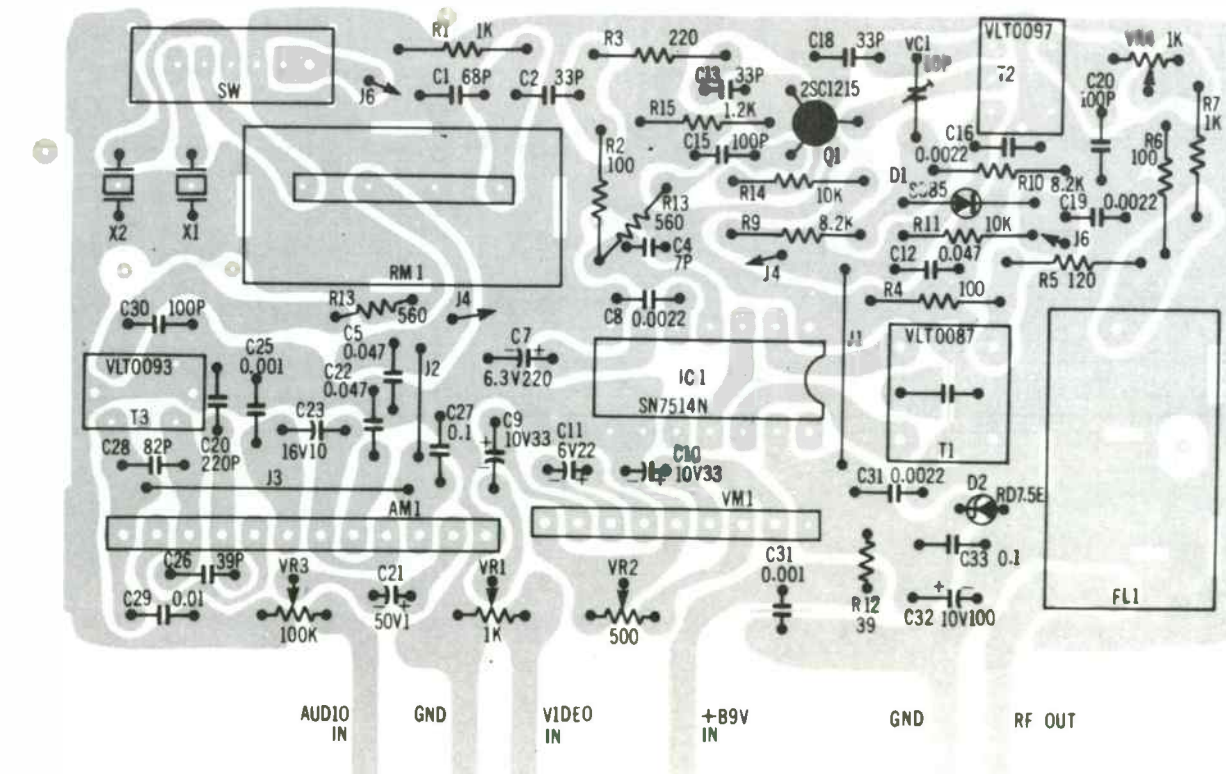 SW
J6
R1 1K
C1 68P
C2 33P
R3 220
C13 33P
R15 1.2K
C15 100P
C18 33P
2SC1215
Q1
VC1
10P
VLT0097
T2
1K
C20
100P
R7
1K
R6
100
C16
0.0022
R2
100
R14 10K
D1
R10 8.2K
C19 0.0022
X2
X1
RM1
R13
560
C4
7P
R9 8.2K
R11 10K
J6
J4
C12 0.047
R5 120
R4 100
C8 0.0022
C30 100P
R13 560
J4
C5
0.047
C7
- +
6.3V220
J1
VLT0087
T1
VLT0093
T3
C25
0.001
C22
0.047
J2
IC1
SN7514N
C23
16V10
C27
0.1
C9
10V33
+
-
C11
6V22
- +
C10
10V33
+
C28 82P
C20
220P
J3
C31 0.0022
D2
RD7.5E
AM1
VM1
C26 39P
C29 0.01
VR3
100K
C21
- +
50V1
VR1
1K
VR2
500
C31
0.001
R12
39
C33 0.1
+ -
C32 10V100
FL1
AUDIO
IN
GND
VIDEO
IN
+B9V
IN
GND
RF OUT